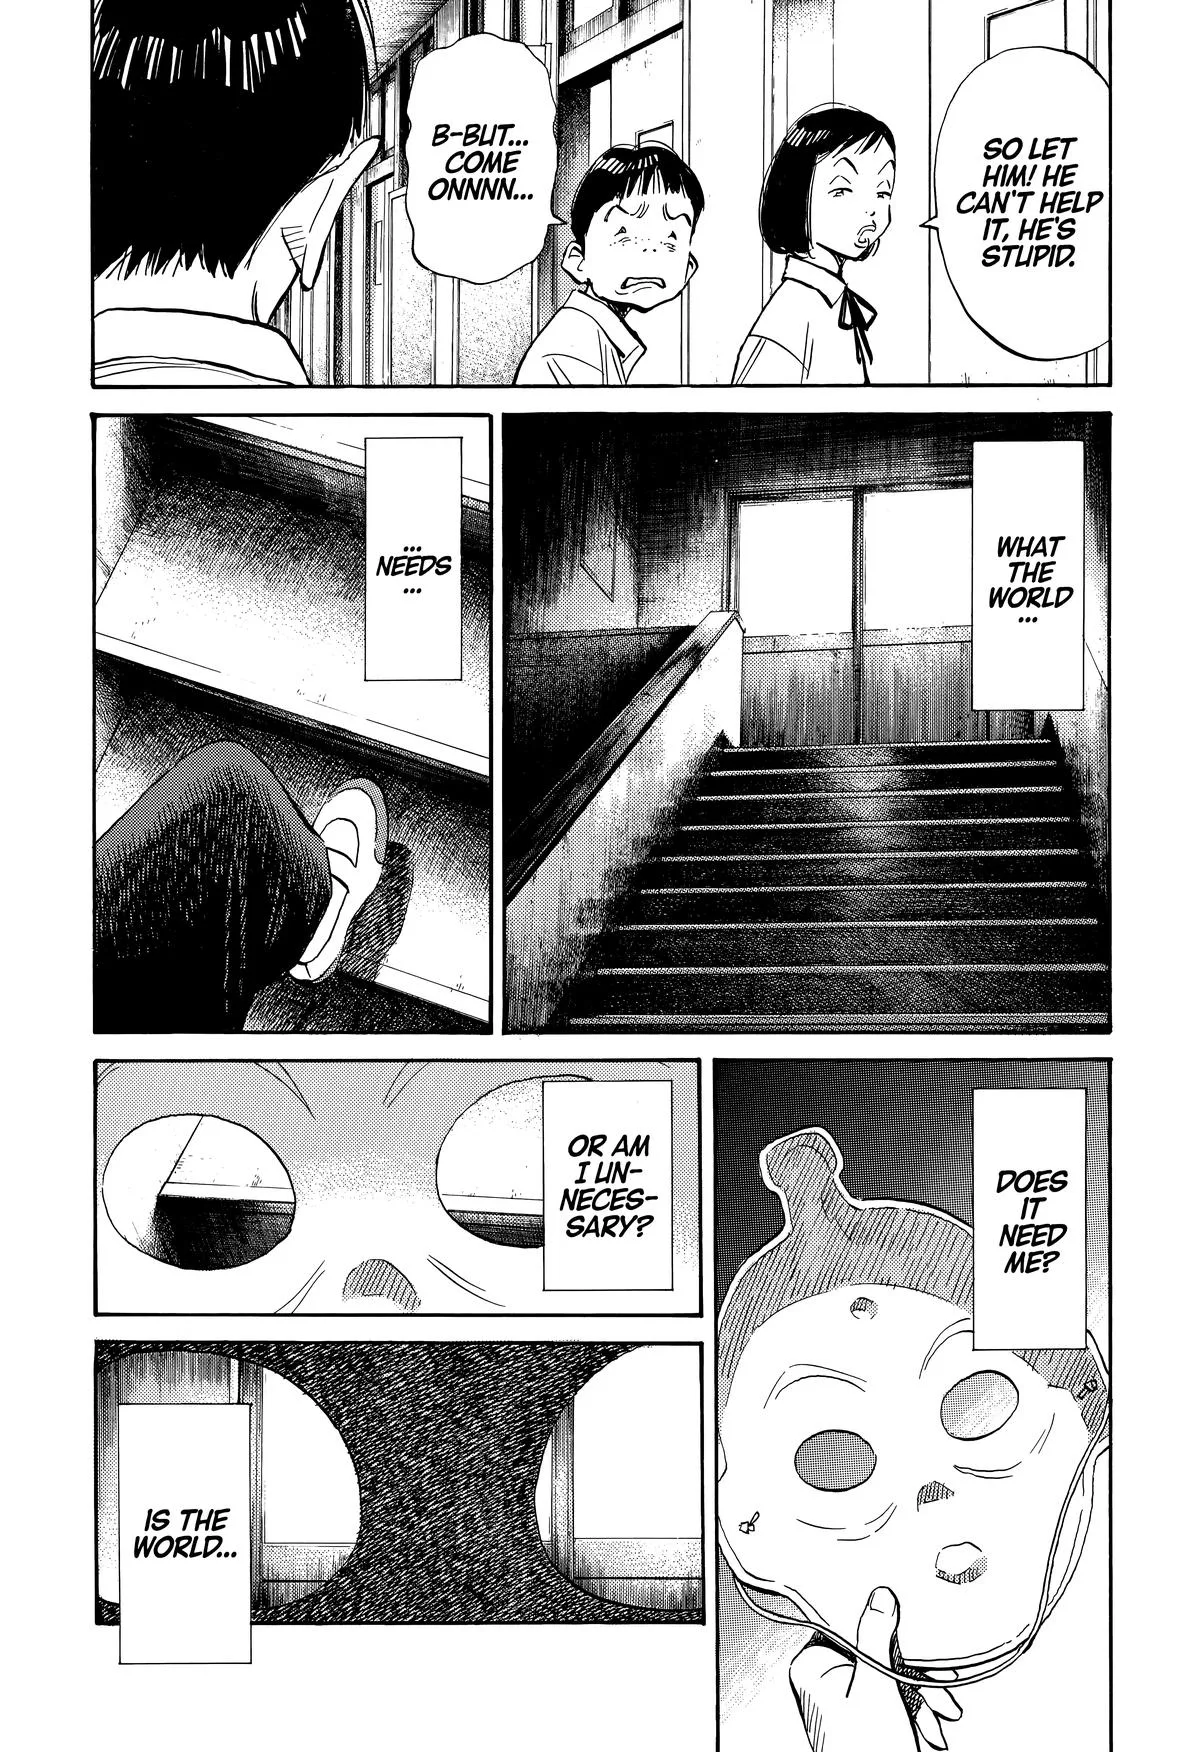 SO LET
HIM! HE
CAN'T HELP
IT, HE'S
STUPID.
B-BUT...
COME
ONNNN...
WHAT
THE
WORLD
...
...
NEEDS
...
DOES
IT
NEED
ME?
OR AM
I UN-
NECES-
SARY?
IS THE
WORLD...